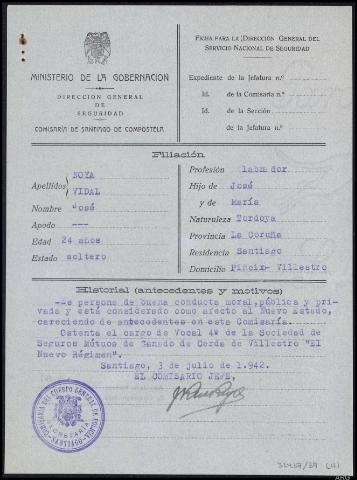 MINISTERIO DE LA GOBERNACION
DIRECCION GENERAL
DE
SEGURIDAD
COMISARÍA DE SANTIAGO DE COMPOSTELA
FICHA PARA LA DIRECCIÓN GENERAL DEL
SERVICIO NACIONAL DE SEGURIDAD
Expediente de la Jefatura n.º
Id. de la Comisaría n.º
Id. de la Sección
de la Jefatura n.º
Filiación
Apellidos NOYA
VIDAL
Nombre José
Apodo ---
Edad 24 años
Estado soltero
Profesión labrador
Hijo de José
y de María
Naturaleza Tordoya
Provincia La Coruña
Residencia Santiago
Domicilio Piñeir- Villestro
Historial (antecedentes y motivos)
-Es persona de buena conducta moral, pública y pri-
vada y está considerado como afecto al Nuevo Estado,
careciendo de antecedentes en esta Comisaría.
Ostenta el cargo de Vocal 4º de la Sociedad de
Seguros Mútuos de Ganado de Cerda de Villestro "El
Nuevo Régimen".
Santiago, 3 de julio de 1.942.
EL COMISARIO JEFE,
SECRETARIA
SANTIAGO